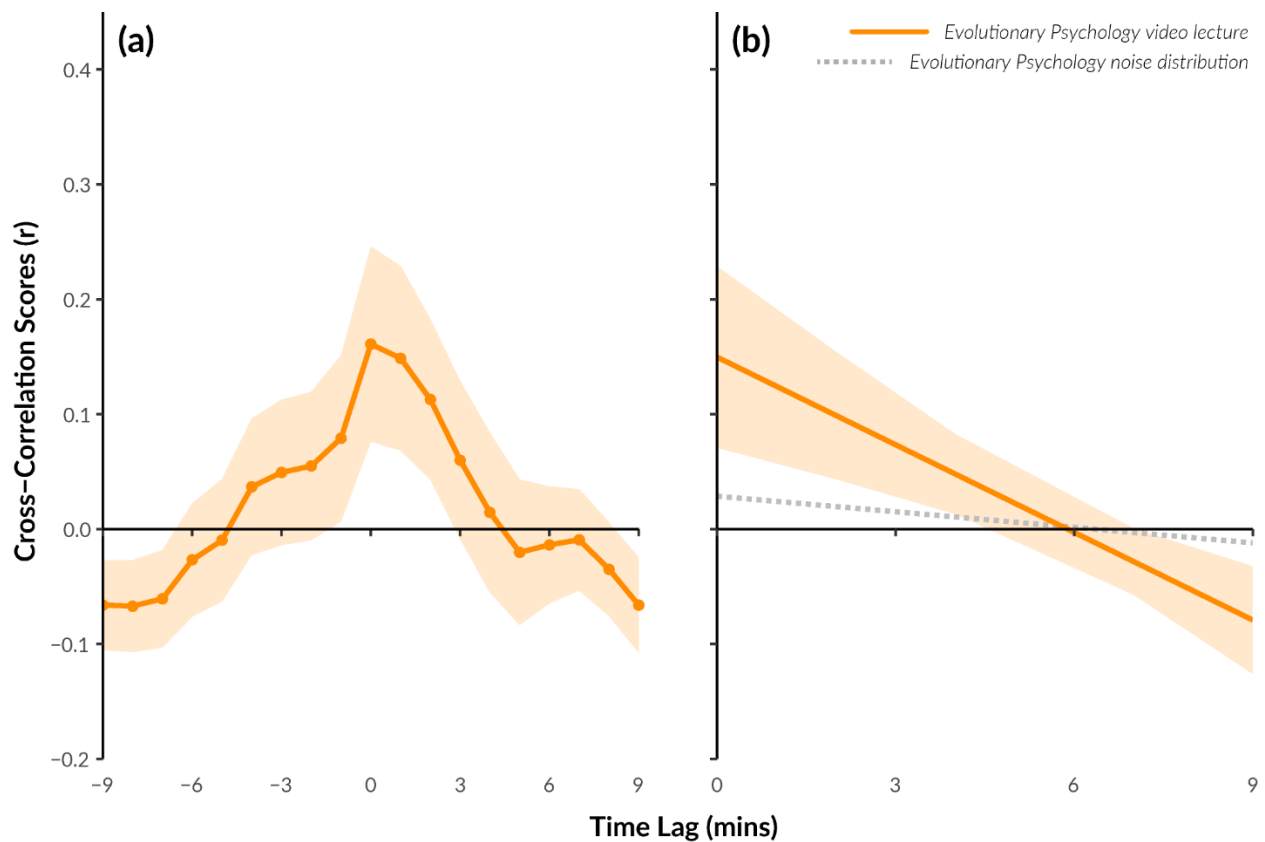 (a)
(b)
Evolutionary Psychology video lecture
Evolutionary Psychology noise distribution
Cross−Correlation Scores (r)
0.4
0.3
0.2
0.1
0.0
−0.1
−0.2
−9 −6 −3 0 3 6 9
0 3 6 9
Time Lag (mins)